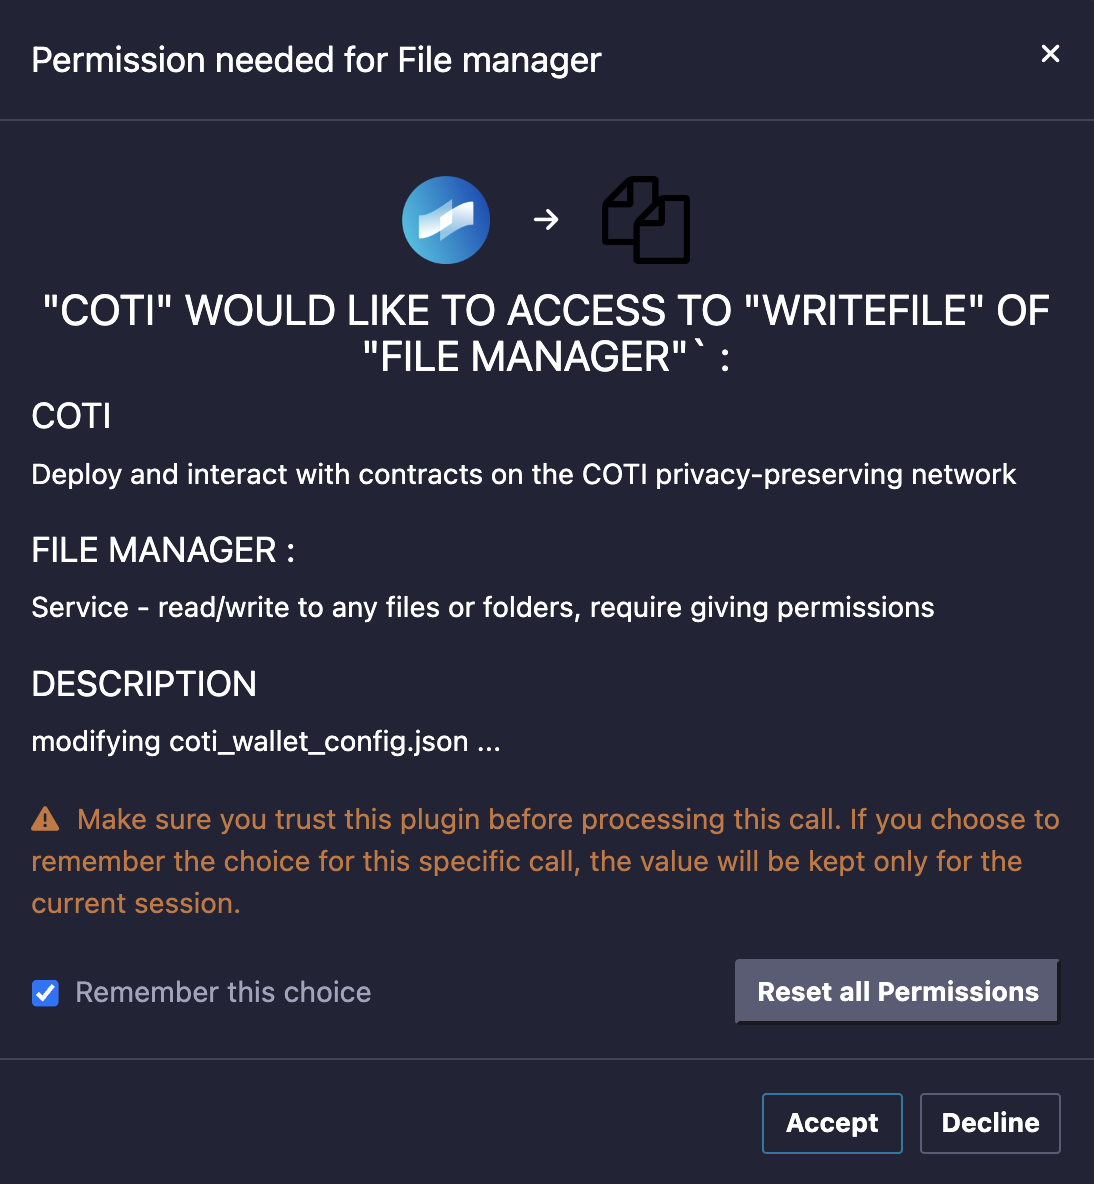 Permission needed for File manager
"COTI" WOULD LIKE TO ACCESS TO "WRITEFILE" OF
"FILE MANAGER"` :
COTI
Deploy and interact with contracts on the COTI privacy-preserving network
FILE MANAGER :
Service - read/write to any files or folders, require giving permissions
DESCRIPTION
modifying coti_wallet_config.json ...
Make sure you trust this plugin before processing this call. If you choose to
remember the choice for this specific call, the value will be kept only for the
current session.
Remember this choice
Reset all Permissions
Accept
Decline